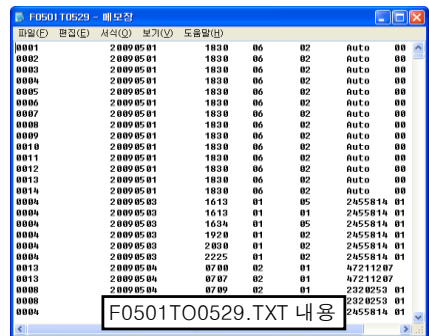 F0501T0529 - 메모장
파일(F) 편집(E) 서식(O) 보기(V) 도움말(H)
0001 20090501 1830 06 02 Auto 00
0002 20090501 1830 06 02 Auto 00
0003 20090501 1830 06 02 Auto 00
0004 20090501 1830 06 02 Auto 00
0005 20090501 1830 06 02 Auto 00
0006 20090501 1830 06 02 Auto 00
0007 20090501 1830 06 02 Auto 00
0008 20090501 1830 06 02 Auto 00
0009 20090501 1830 06 02 Auto 00
0010 20090501 1830 06 02 Auto 00
0011 20090501 1830 06 02 Auto 00
0012 20090501 1830 06 02 Auto 00
0013 20090501 1830 06 02 Auto 00
0014 20090501 1830 06 02 Auto 00
0004 20090503 1613 01 05 2455814 01
0004 20090503 1613 01 01 2455814 01
0004 20090503 1634 01 05 2455814 01
0004 20090503 1920 01 02 2455814 01
0004 20090503 2030 01 05 2455814 01
0004 20090503 2225 01 02 2455814 01
0013 20090504 0700 02 01 47211207
0013 20090504 0707 02 01 47211207
0008 20090504 0709 02 01 2320253 01
0008 2320253 01
0004 2455814 01
F0501TO0529.TXT 내용